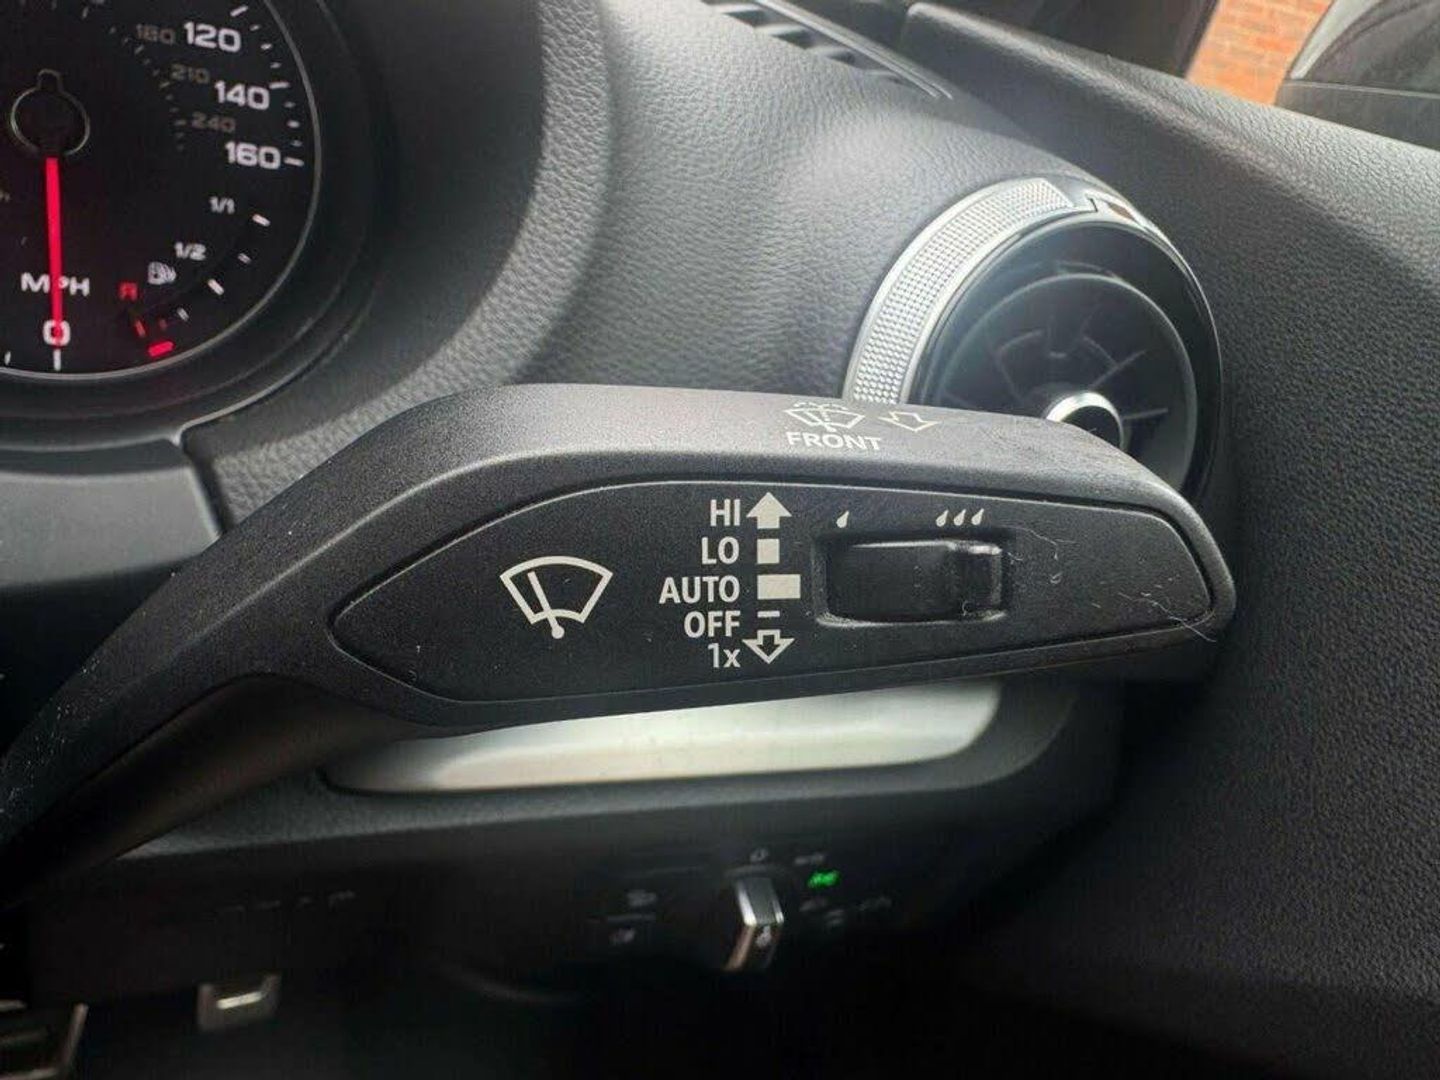 180 120
210
140
240
160
1/1
1/2
MPH
R
0
FRONT
HI
LO
AUTO
OFF
1x